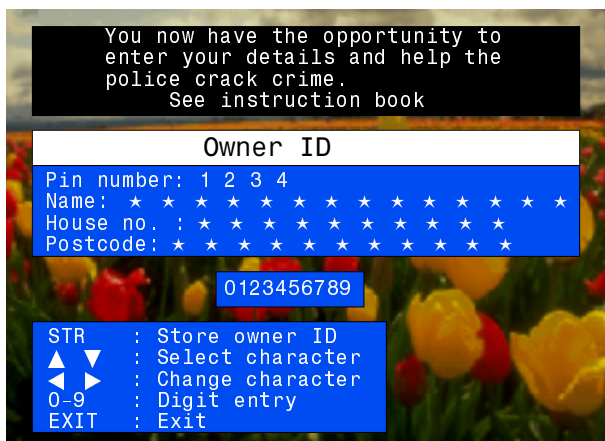 You now have the opportunity to
enter your details and help the
police crack crime.
See instruction book
Owner ID
Pin number: 1 2 3 4
Name: ★ ★ ★ ★ ★ ★ ★ ★ ★ ★ ★ ★ ★ ★
House no. : ★ ★ ★ ★ ★ ★ ★ ★ ★ ★
Postcode: ★ ★ ★ ★ ★ ★ ★ ★ ★ ★ ★
0123456789
STR : Store owner ID
▲ ▼ : Select character
◀ ▶ : Change character
0-9 : Digit entry
EXIT : Exit